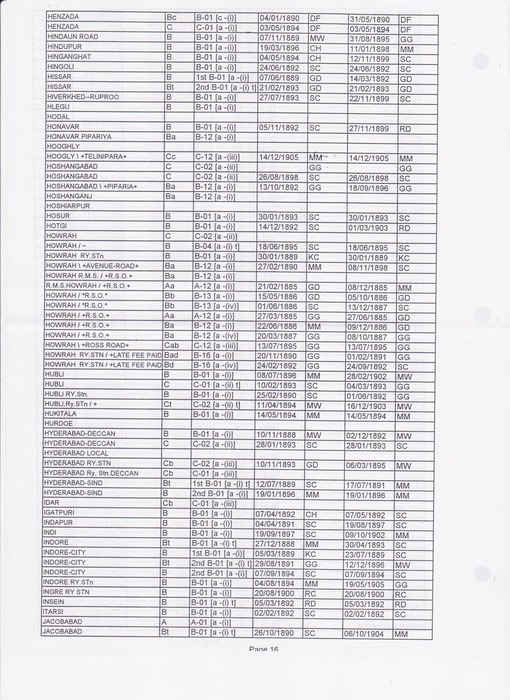 HENZADA Bc B-01 [c -(i)] 04/01/1890 DF 31/05/1890 DF
HENZADA C C-01 [a -(i)] 03/05/1894 DF 03/05/1894 DF
HINDAUN ROAD B B-01 [a -(i)] 07/11/1889 MW 31/08/1895 GG
HINDUPUR B B-01 [a -(i)] 19/03/1896 CH 11/01/1898 MM
HINGANGHAT B B-01 [a -(i)] 04/05/1894 CH 12/11/1899 SC
HINGOLI B B-01 [a -(i)] 24/06/1892 SC 24/06/1892 SC
HISSAR B 1st B-01 [a -(i)] 07/06/1889 GD 14/03/1892 GD
HISSAR Bt 2nd B-01 [a -(i) t] 21/02/1893 GD 21/02/1893 GD
HIVERKHED--RUPROO B B-01 [a -(i)] 27/07/1893 SC 22/11/1899 SC
HLEGU B B-01 [a -(i)]
HODAL
HONAVAR B B-01 [a -(i)] 05/11/1892 SC 27/11/1899 RD
HONAVAR PIPARIYA Ba B-12 [a -(i)]
HOOGHLY
HOOGLY \ +TELINIPARA+ Cc C-12 [a -(iii)] 14/12/1905 MM 14/12/1905 MM
HOSHANGABAD C C-02 [a -(ii)] GG GG
HOSHANGABAD C C-02 [a -(ii)] 26/08/1898 SC 26/08/1898 SC
HOSHANGABAD \ +PIPARIA+ Ba B-12 [a -(i)] 13/10/1892 GG 18/09/1896 GG
HOSHANGANJ Ba B-12 [a -(i)]
HOSHIARPUR
HOSUR B B-01 [a -(i)] 30/01/1893 SC 30/01/1893 SC
HOTGI B B-01 [a -(i)] 14/12/1892 SC 01/03/1903 RD
HOWRAH C C-02 [a -(ii)]
HOWRAH / ~ B B-04 [a -(i) t] 18/06/1895 SC 18/06/1895 SC
HOWRAH RY.STn B B-01 [a -(i)] 30/01/1889 KC 30/01/1889 KC
HOWRAH \ +AVENUE-ROAD+ Ba B-12 [a -(i)] 27/02/1890 MM 08/11/1898 SC
HOWRAH R.M.S. / +R.S.O.+ Ba B-12 [a -(i)]
R.M.S.HOWRAH / +R.S.O.+ Aa A-12 [a -(i)] 21/02/1885 GD 08/12/1885 MM
HOWRAH / *R.S.O.* Bb B-13 [a -(i)] 15/05/1886 GD 05/10/1886 GD
HOWRAH / *R.S.O.* Bb B-13 [a -(iv)] 01/06/1886 SC 13/12/1887 SC
HOWRAH / +R.S.O.+ Aa A-12 [a -(i)] 27/03/1885 GG 27/06/1885 GD
HOWRAH / +R.S.O.+ Ba B-12 [a -(i)] 22/06/1886 MM 09/12/1886 GD
HOWRAH / +R.S.O.+ Ba B-12 [a -(iv)] 20/03/1887 GG 08/10/1887 GG
HOWRAH \ +ROSS ROAD+ Cab C-12 [a -(iii)] 13/07/1895 GG 13/07/1895 GG
HOWRAH RY.STN / +LATE FEE PAID Bad B-16 [a -(i)] 20/11/1890 GG 01/02/1891 GG
HOWRAH RY.STN / +LATE FEE PAID Bd B-16 [a -(iv)] 24/02/1892 GG 24/09/1892 SC
HUBLI B B-01 [a -(i)] 08/07/1896 MM 28/02/1902 MW
HUBLI C C-01 [a -(ii) t] 10/02/1893 SC 04/03/1893 GG
HUBLI RY.Stn. B B-01 [a -(i)] 25/02/1890 SC 01/06/1892 GG
HUBLI.Ry.STn / + Ct C-02 [a -(ii) t] 11/04/1894 MW 16/12/1903 MW
HUKITALA B B-01 [a -(i)] 14/05/1894 MM 14/05/1894 MM
HURDOE
HYDERABAD-DECCAN B B-01 [a -(i)] 10/11/1888 MW 02/12/1892 MW
HYDERABAD-DECCAN C C-02 [a -(ii)] 28/01/1893 SC 28/01/1893 SC
HYDERABAD LOCAL
HYDERABAD RY.STN Cb C-02 [a -(iii)] 10/11/1893 GD 06/03/1895 MW
HYDERABAD Ry. Stn.DECCAN Cb C-01 [a -(iii)]
HYDERABAD-SIND Bt 1st B-01 [a -(i) t] 12/07/1889 SC 17/07/1891 MM
HYDERABAD-SIND B 2nd B-01 [a -(i)] 19/01/1896 MM 19/01/1896 MM
IDAR Cb C-01 [a -(iii)]
IGATPURI B B-01 [a -(i)] 07/04/1892 CH 07/05/1892 SC
INDAPUR B B-01 [a -(i)] 04/04/1891 SC 19/08/1897 SC
INDI B B-01 [a -(i)] 19/09/1897 SC 09/10/1902 MM
INDORE Bt B-01 [a -(i) t] 27/12/1888 MM 30/04/1893 SC
INDORE-CITY B 1st B-01 [a -(i)] 05/03/1889 KC 23/07/1889 SC
INDORE-CITY Bt 2nd B-01 [a -(i) t] 29/08/1891 GG 12/12/1896 MW
INDORE-CITY B 2nd B-01 [a -(i)] 07/09/1894 SC 07/09/1894 SC
INDORE RY.STn B B-01 [a -(i)] 04/08/1894 MM 19/05/1905 GG
INGRE RY STN B B-01 [a -(i)] 20/08/1900 RC 20/08/1900 RC
INSEIN B B-01 [a -(i) t] 05/03/1892 RD 05/03/1892 RD
ITARSI B B-01 [a -(i)] 02/02/1892 SC 02/02/1892 SC
JACOBABAD A A-01 [a -(i)]
JACOBABAD Bt B-01 [a -(i) t] 26/10/1890 SC 06/10/1904 MM
Page 16